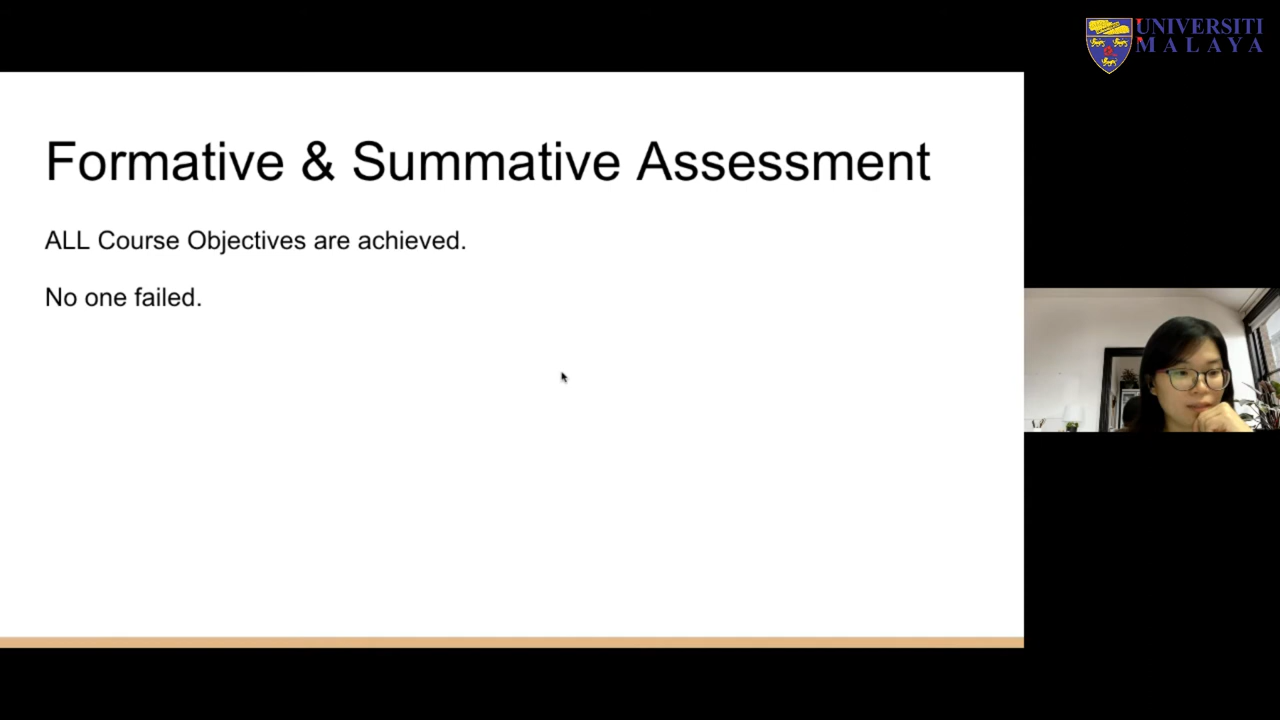 UNIVERSITI
MALAYA
Formative & Summative Assessment
ALL Course Objectives are achieved.
No one failed.